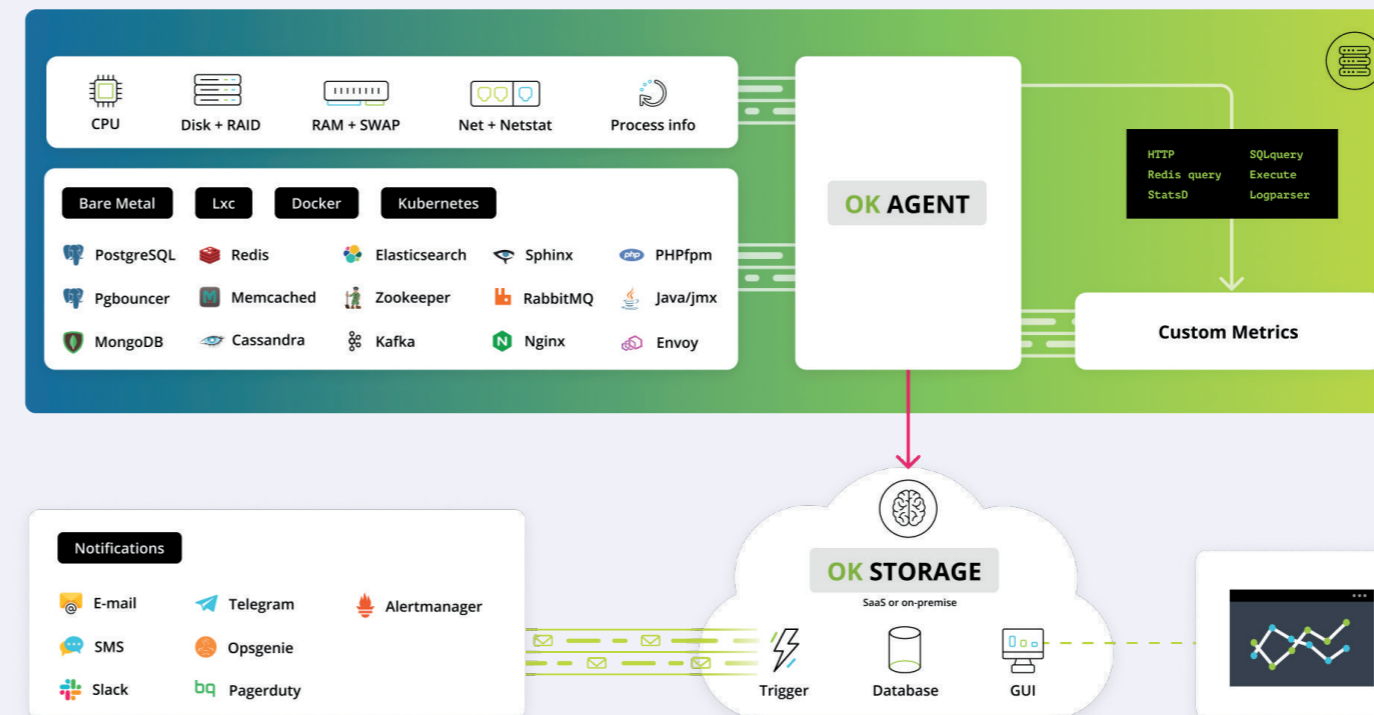 CPU
Disk + RAID
RAM + SWAP
Net + Netstat
Process info
Bare Metal
Lxc
Docker
Kubernetes
PostgreSQL
Redis
Elasticsearch
Sphinx
php
PHPfpm
Pgbouncer
M
Memcached
Zookeeper
RabbitMQ
Java/jmx
MongoDB
Cassandra
Kafka
N
Nginx
Envoy
OK AGENT
HTTP
SQLquery
Redis query
Execute
StatsD
Logparser
Custom Metrics
OK STORAGE
SaaS or on-premise
Trigger
Database
GUI
Notifications
@
E-mail
Telegram
Alertmanager
SMS
Opsgenie
Slack
bq
Pagerduty